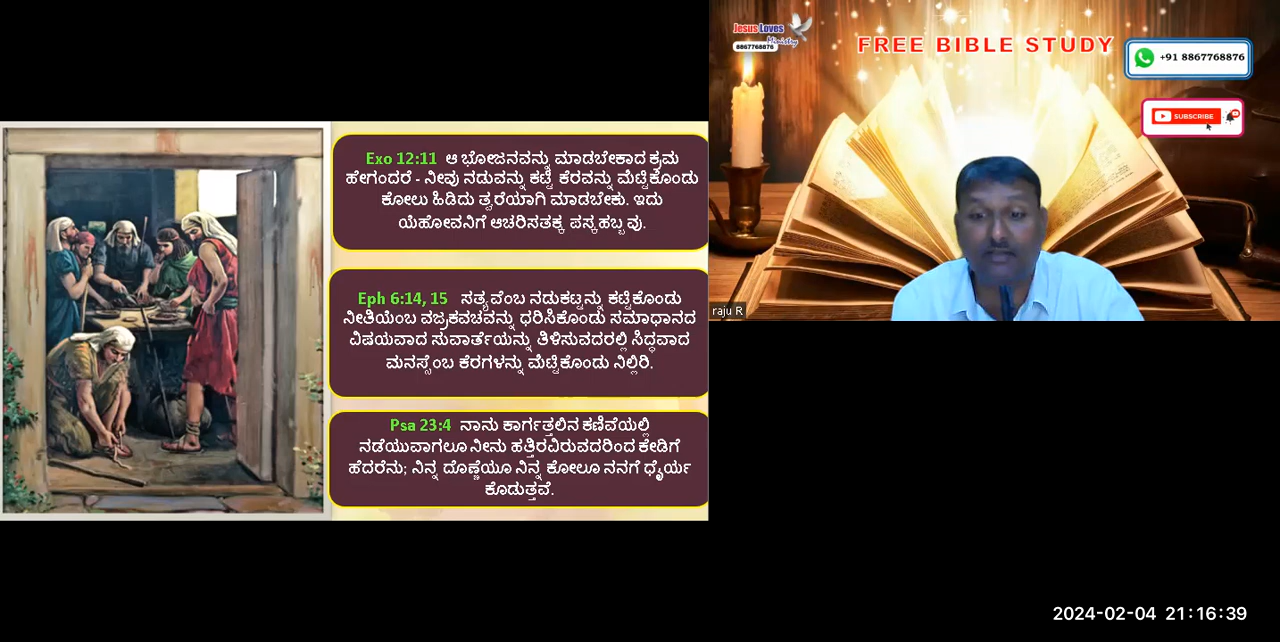 Exo 12:11 ಆ ಭೋಜನವನ್ನು ಮಾಡಬೇಕಾದ ಕ್ರಮ
ಹೇಗಂದರೆ - ನೀವು ನಡುವನ್ನು ಕಟ್ಟಿ ಕೆರವನ್ನು ಮೆಟ್ಟಿಕೊಂಡು
ಕೋಲು ಹಿಡಿದು ತ್ವರೆಯಾಗಿ ಮಾಡಬೇಕು. ಇದು
ಯೆಹೋವನಿಗೆ ಆಚರಿಸತಕ್ಕ ಪಸ್ಕಹಬ್ಬವು.
Eph 6:14, 15 ಸತ್ಯವೆಂಬ ನಡುಕಟ್ಟನ್ನು ಕಟ್ಟಿಕೊಂಡು
ನೀತಿಯೆಂಬ ವಜ್ರಕವಚವನ್ನು ಧರಿಸಿಕೊಂಡು ಸಮಾಧಾನದ
ವಿಷಯವಾದ ಸುವಾರ್ತೆಯನ್ನು ತಿಳಿಸುವದರಲ್ಲಿ ಸಿದ್ಧವಾದ
ಮನಸ್ಸೆಂಬ ಕೆರಗಳನ್ನು ಮೆಟ್ಟಿಕೊಂಡು ನಿಲ್ಲಿರಿ.
Psa 23:4 ನಾನು ಕಾರ್ಗತ್ತಲಿನ ಕಣಿವೆಯಲ್ಲಿ
ನಡೆಯುವಾಗಲೂ ನೀನು ಹತ್ತಿರವಿರುವದರಿಂದ ಕೇಡಿಗೆ
ಹೆದರೆನು; ನಿನ್ನ ದೊಣ್ಣೆಯೂ ನಿನ್ನ ಕೋಲೂ ನನಗೆ ಧೈರ್ಯ
ಕೊಡುತ್ತವೆ.
Jesus Loves
Ministry
8867768876
FREE BIBLE STUDY
+91 8867768876
SUBSCRIBE
raju R
2024-02-04 21:16:39